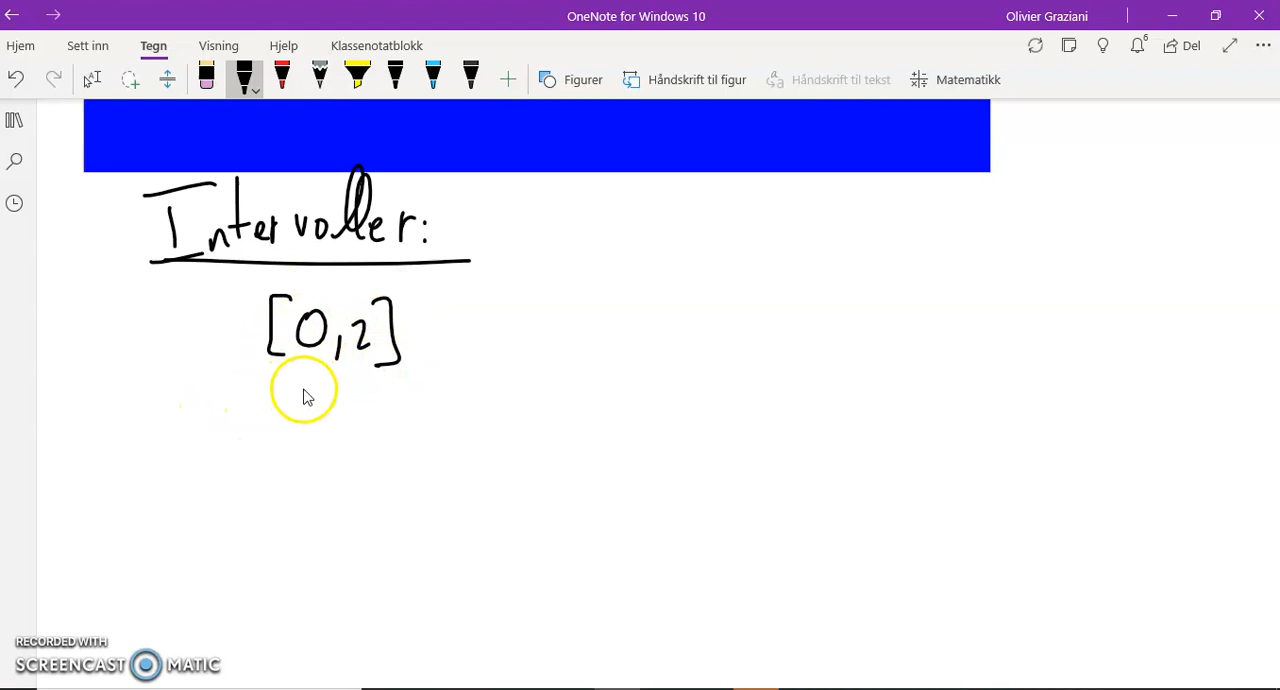 OneNote for Windows 10
Olivier Graziani
Hjem Sett inn Tegn Visning Hjelp Klassenotatblokk
6 Del
Figurer Håndskrift til figur Håndskrift til tekst Matematikk
Intervaller:
[0,2]
RECORDED WITH
SCREENCAST MATIC